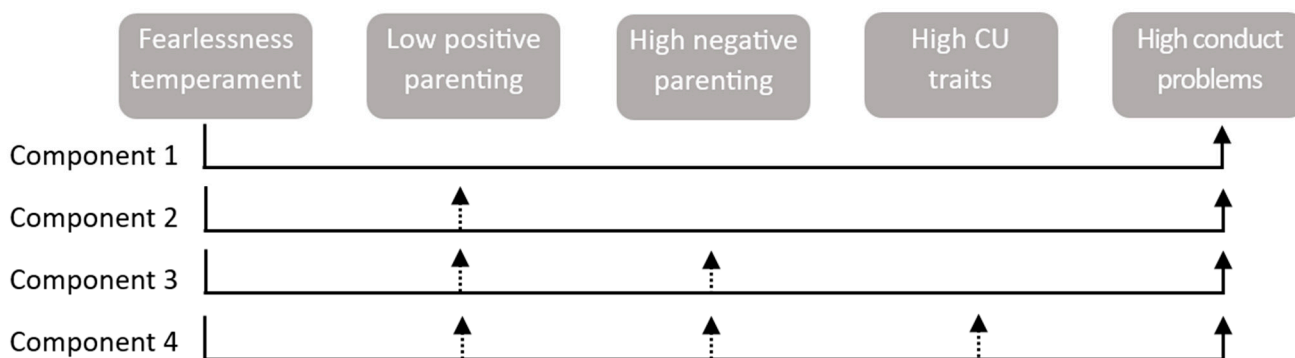 Fearlessness
temperament
Low positive
parenting
High negative
parenting
High CU
traits
High conduct
problems
Component 1
Component 2
Component 3
Component 4